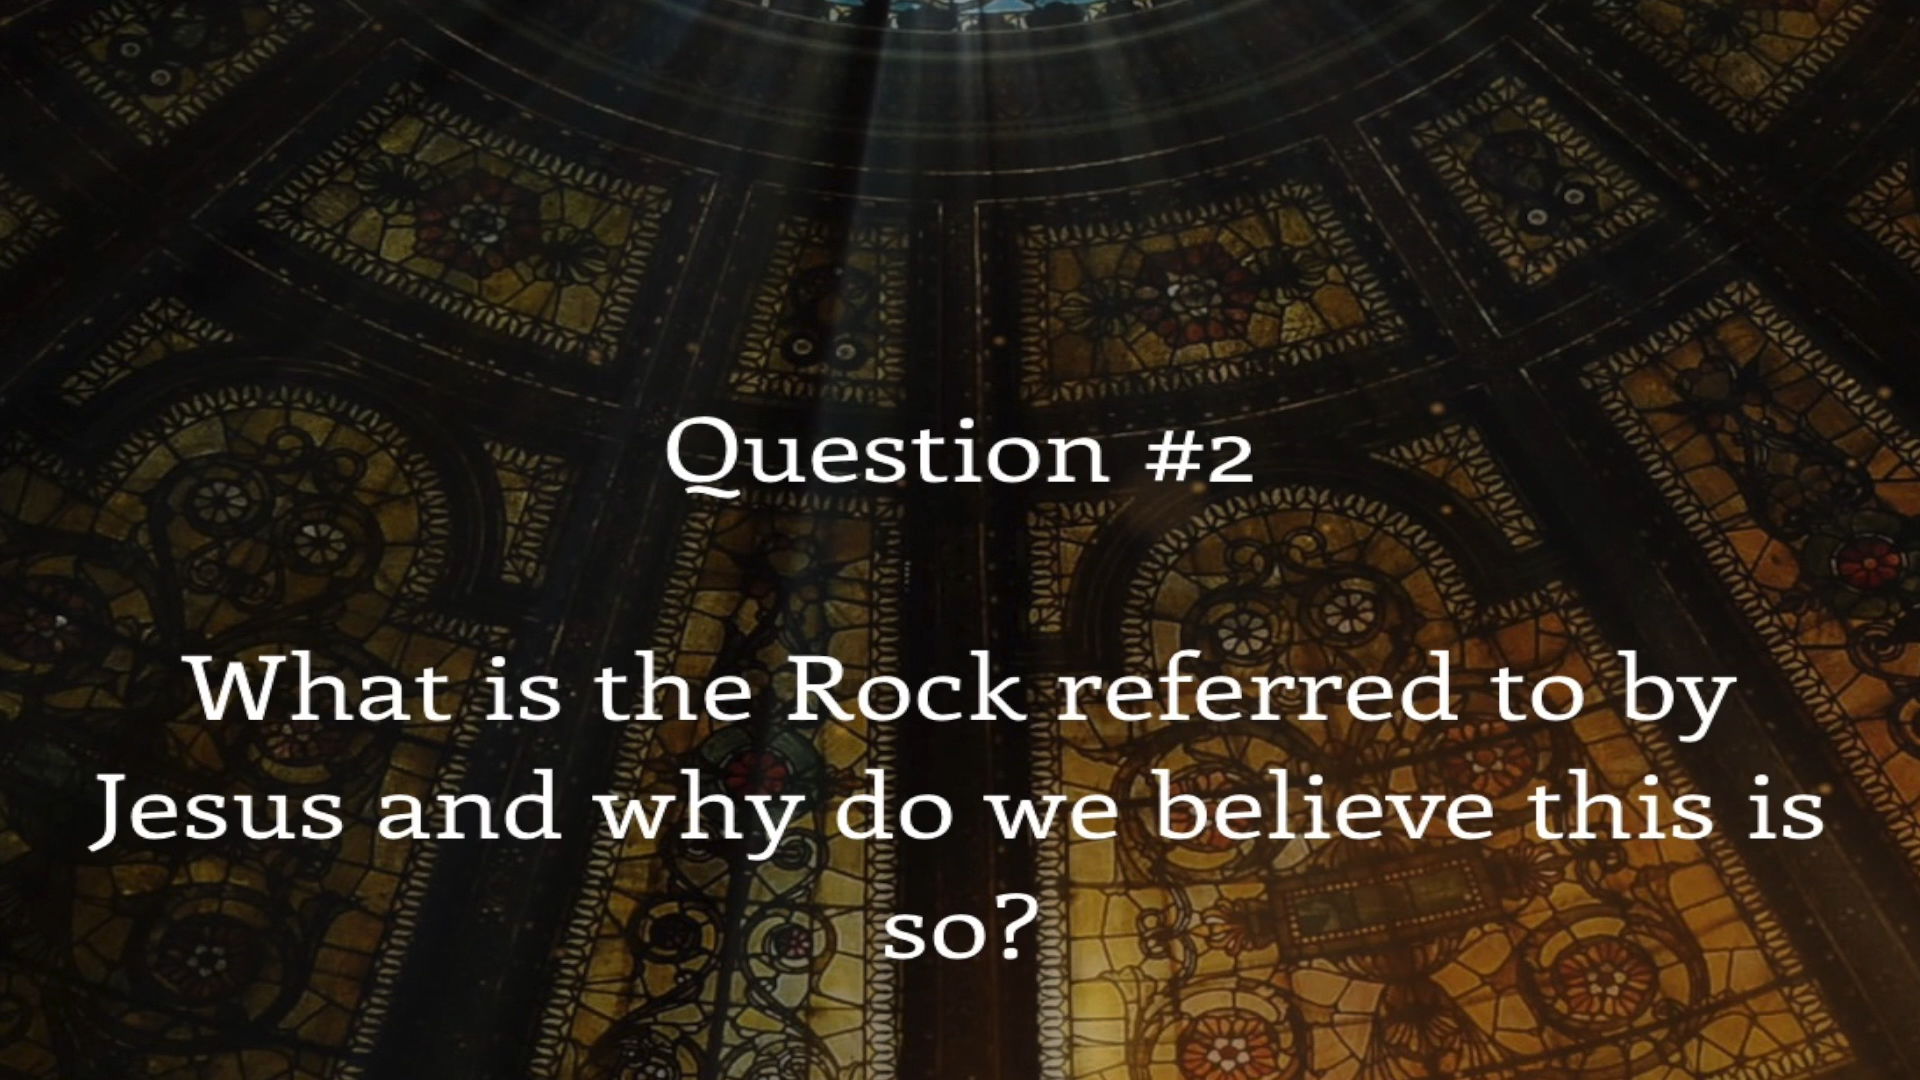 Question #2
What is the Rock referred to by
Jesus and why do we believe this is
so?